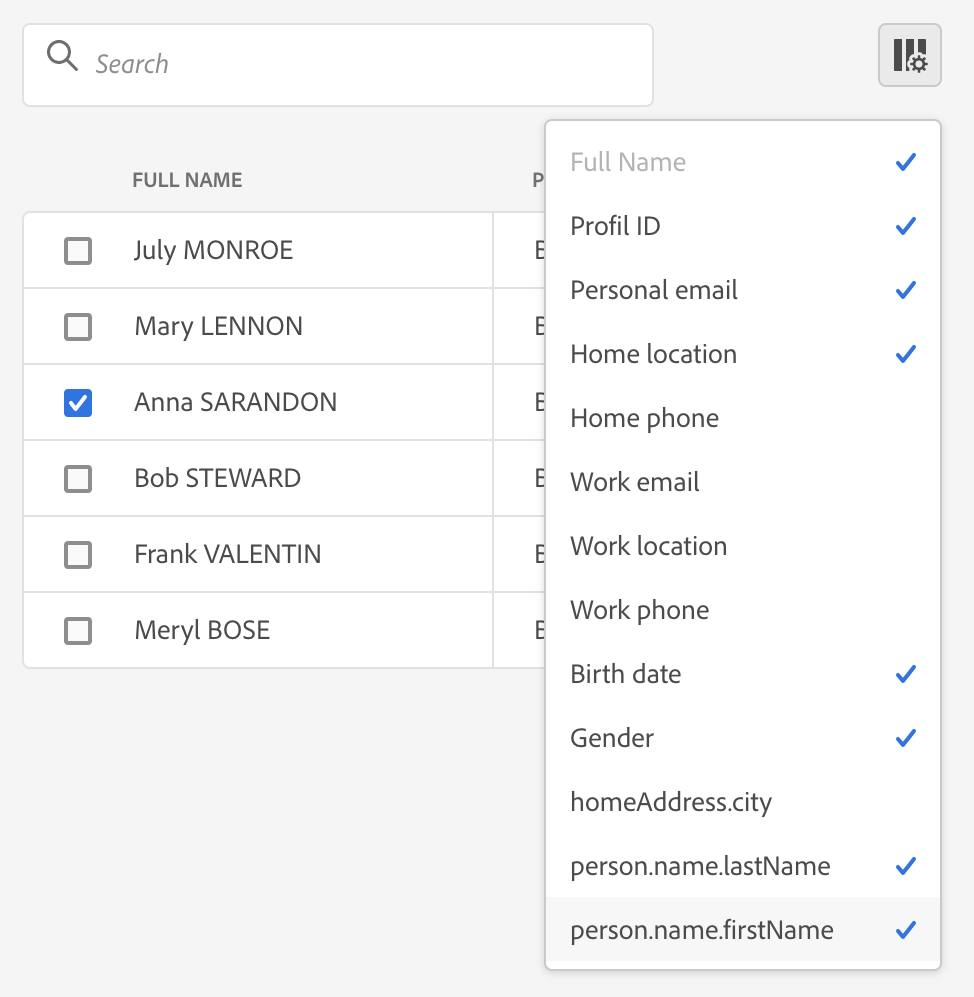 Search
FULL NAME
July MONROE
Mary LENNON
Anna SARANDON
Bob STEWARD
Frank VALENTIN
Meryl BOSE
Full Name
Profil ID
Personal email
Home location
Home phone
Work email
Work location
Work phone
Birth date
Gender
homeAddress.city
person.name.lastName
person.name.firstName